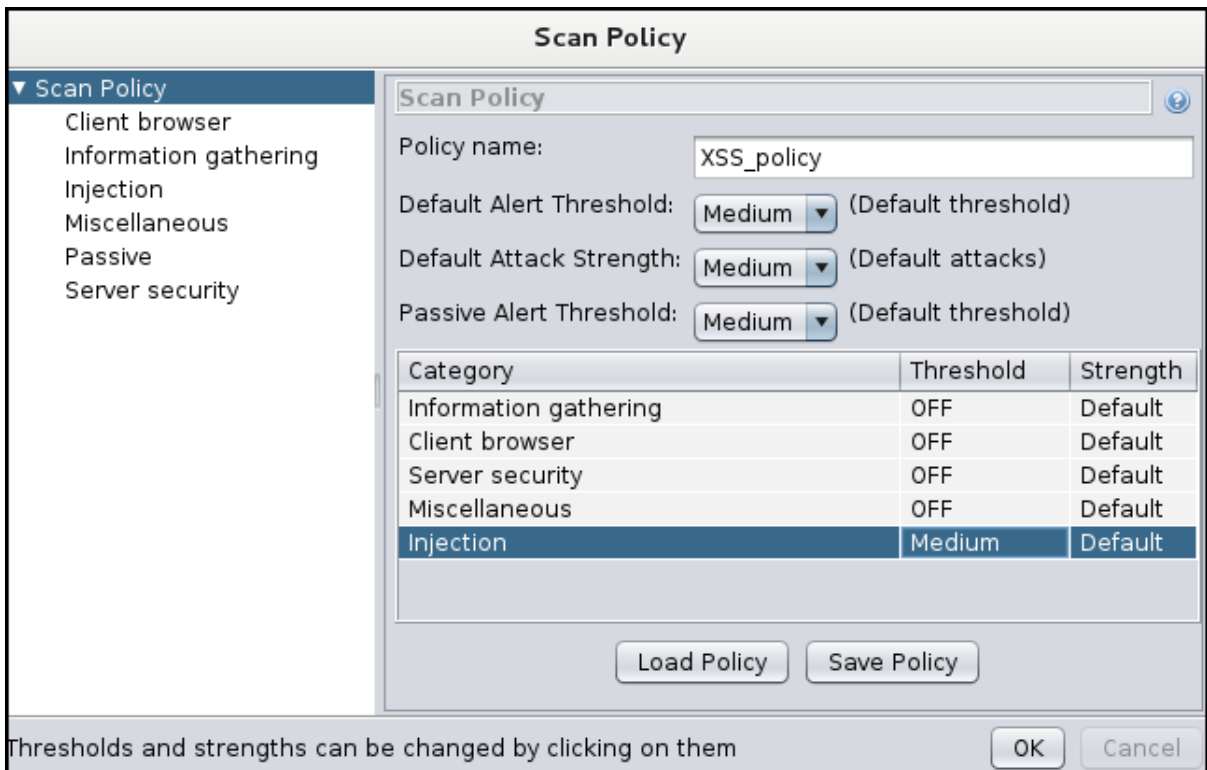 Scan Policy
▼ Scan Policy
Client browser
Information gathering
Injection
Miscellaneous
Passive
Server security
Scan Policy
Policy name: XSS_policy
Default Alert Threshold: Medium (Default threshold)
Default Attack Strength: Medium (Default attacks)
Passive Alert Threshold: Medium (Default threshold)
Category Threshold Strength
Information gathering OFF Default
Client browser OFF Default
Server security OFF Default
Miscellaneous OFF Default
Injection Medium Default
Load Policy Save Policy
Thresholds and strengths can be changed by clicking on them
OK Cancel